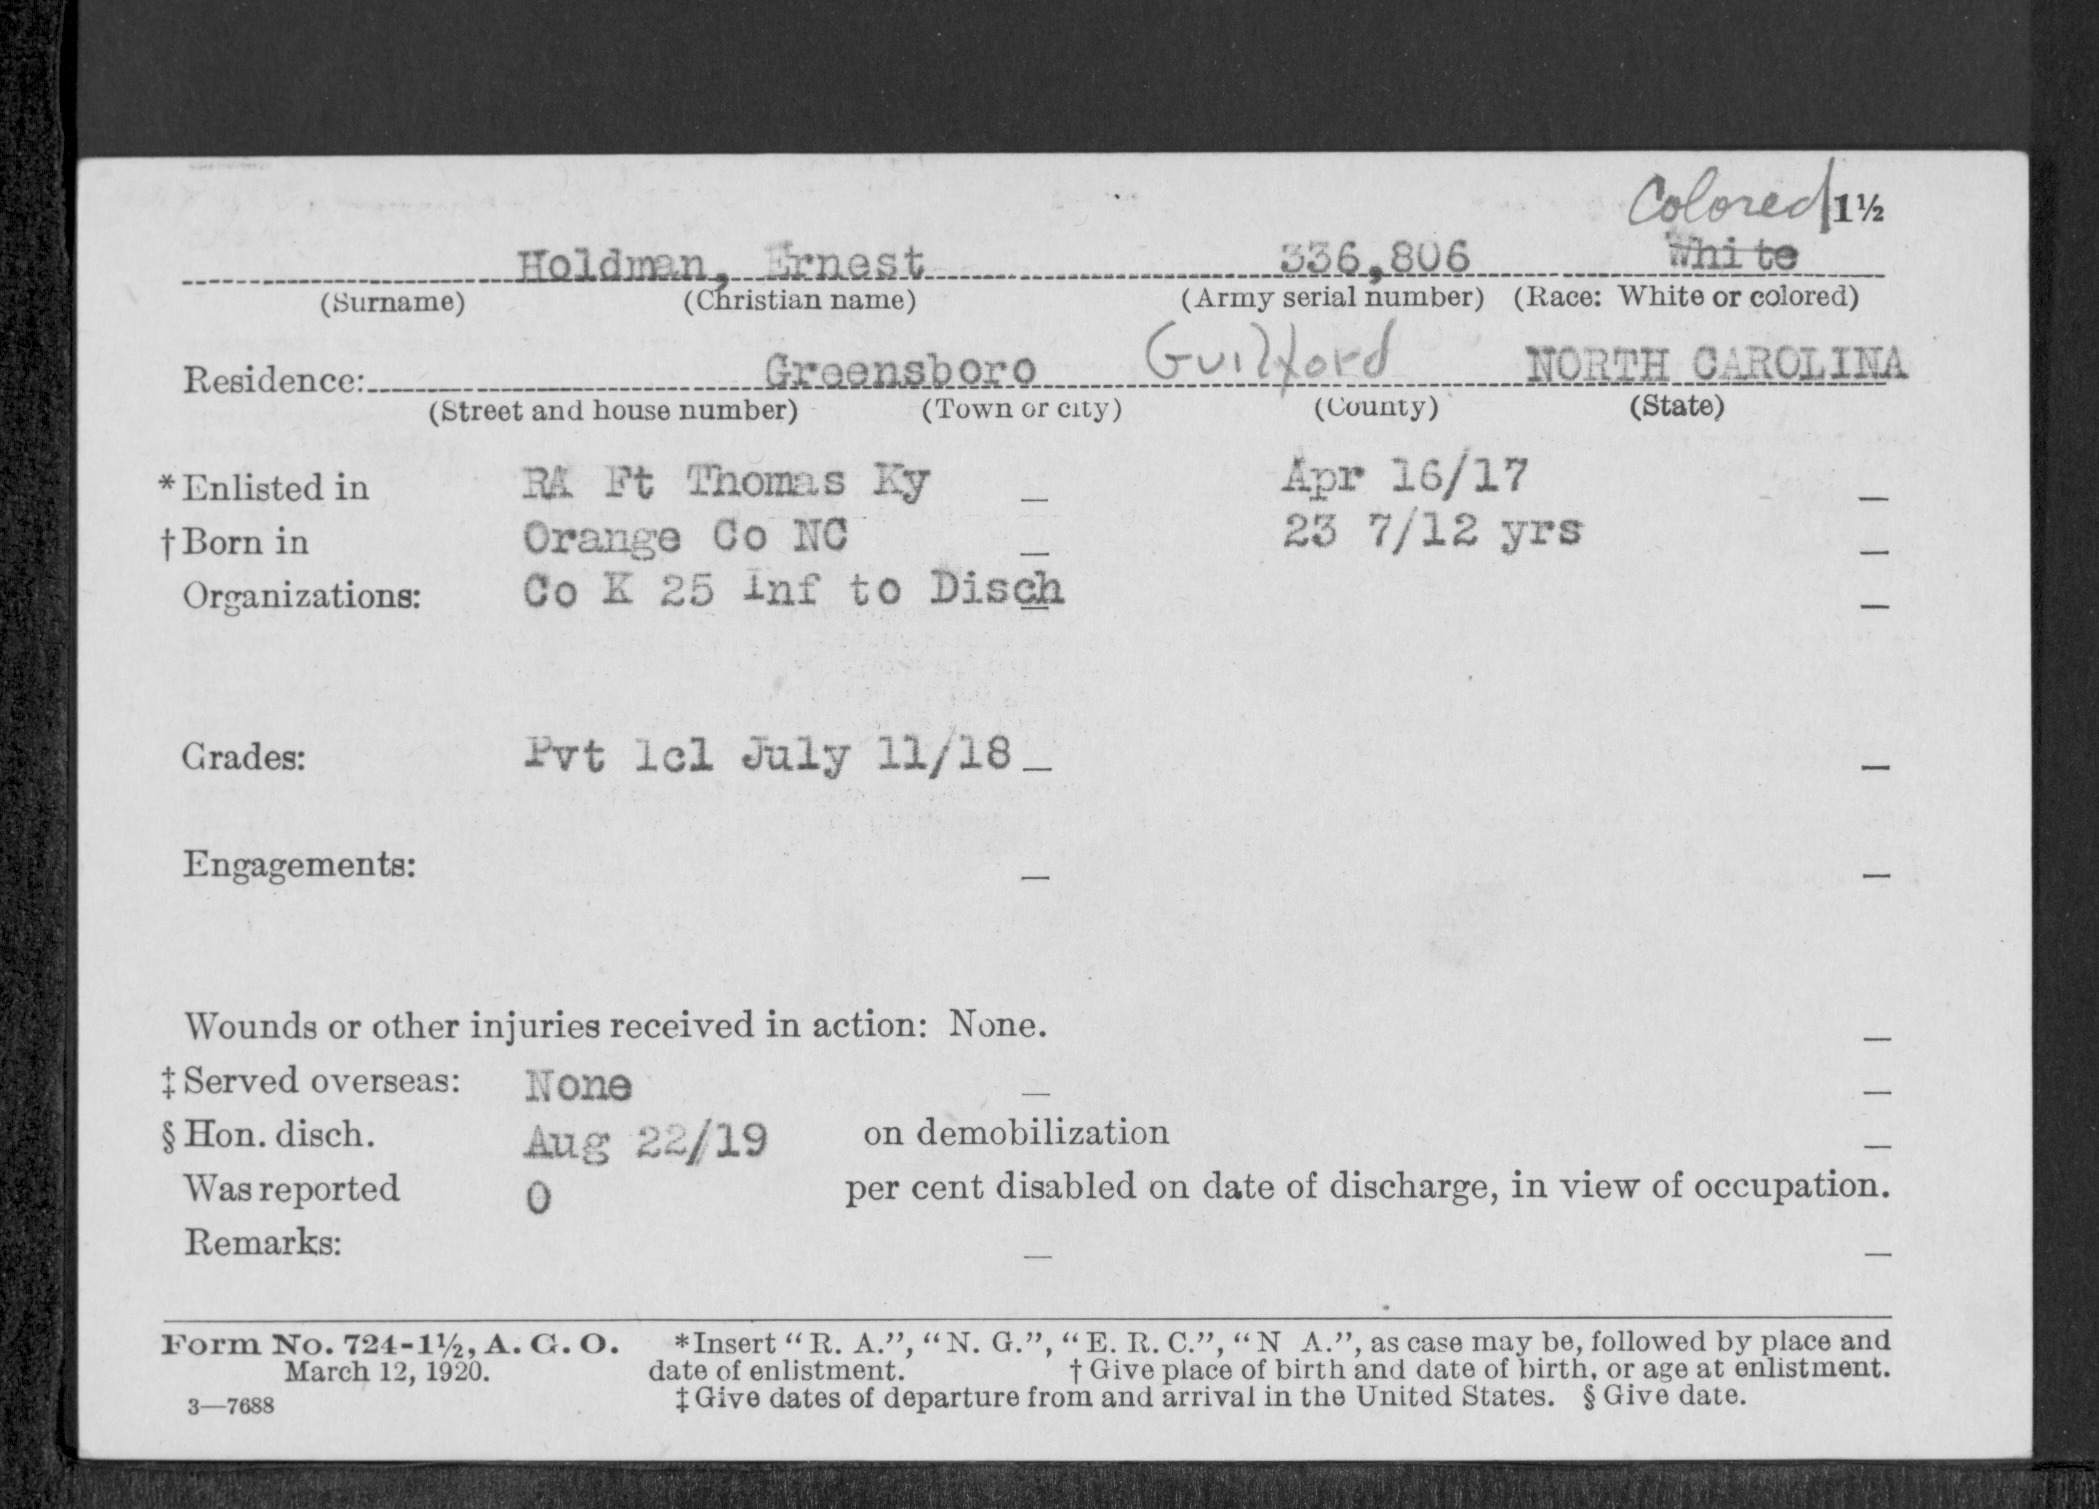 Colored 1½
Holdman, Ernest 336,806 White
(Surname) (Christian name) (Army serial number) (Race: White or colored)
Residence: Greensboro Guilford NORTH CAROLINA
(Street and house number) (Town or city) (County) (State)
*Enlisted in RA Ft Thomas Ky Apr 16/17
†Born in Orange Co NC 23 7/12 yrs
Organizations: Co K 25 Inf to Disch
Grades: Pvt 1cl July 11/18
Engagements:
Wounds or other injuries received in action: None.
‡Served overseas: None
§Hon. disch. Aug 22/19 on demobilization
Was reported 0 per cent disabled on date of discharge, in view of occupation.
Remarks:
Form No. 724-1½, A. G. O. *Insert “R. A.”, “N. G.”, “E. R. C.”, “N A.”, as case may be, followed by place and
March 12, 1920. date of enlistment. †Give place of birth and date of birth, or age at enlistment.
3—7688 ‡Give dates of departure from and arrival in the United States. §Give date.